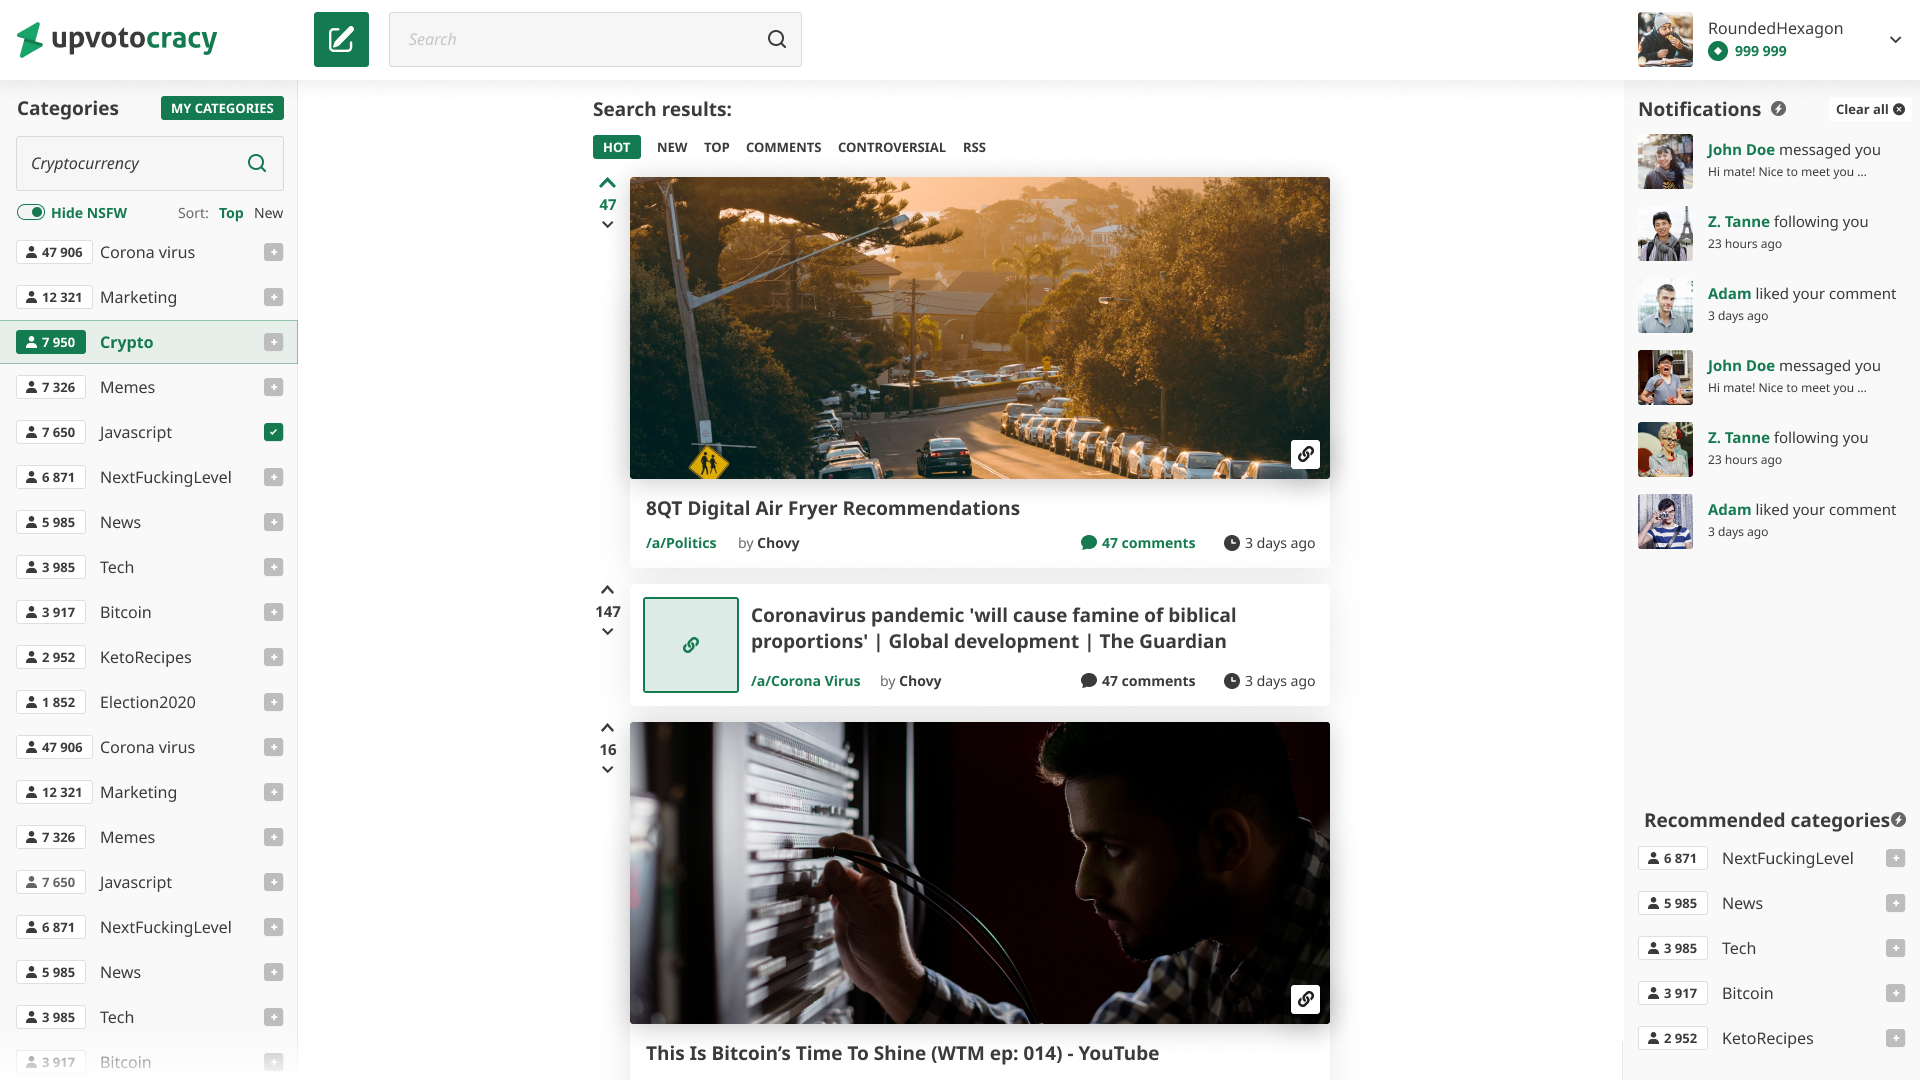 upvotocracy
Search
RoundedHexagon
999 999
Categories
MY CATEGORIES
Cryptocurrency
Hide NSFW
Sort: Top New
47 906 Corona virus
12 321 Marketing
7 950 Crypto
7 326 Memes
7 650 Javascript
6 871 NextFuckingLevel
5 985 News
3 985 Tech
3 917 Bitcoin
2 952 KetoRecipes
1 852 Election2020
47 906 Corona virus
12 321 Marketing
7 326 Memes
7 650 Javascript
6 871 NextFuckingLevel
5 985 News
3 985 Tech
3 917 Bitcoin
Search results:
HOT NEW TOP COMMENTS CONTROVERSIAL RSS
47
8QT Digital Air Fryer Recommendations
/a/Politics by Chovy 47 comments 3 days ago
147
Coronavirus pandemic 'will cause famine of biblical
proportions' | Global development | The Guardian
/a/Corona Virus by Chovy 47 comments 3 days ago
16
This Is Bitcoin’s Time To Shine (WTM ep: 014) - YouTube
Notifications
Clear all
John Doe messaged you
Hi mate! Nice to meet you ...
Z. Tanne following you
23 hours ago
Adam liked your comment
3 days ago
John Doe messaged you
Hi mate! Nice to meet you ...
Z. Tanne following you
23 hours ago
Adam liked your comment
3 days ago
Recommended categories
6 871 NextFuckingLevel
5 985 News
3 985 Tech
3 917 Bitcoin
2 952 KetoRecipes